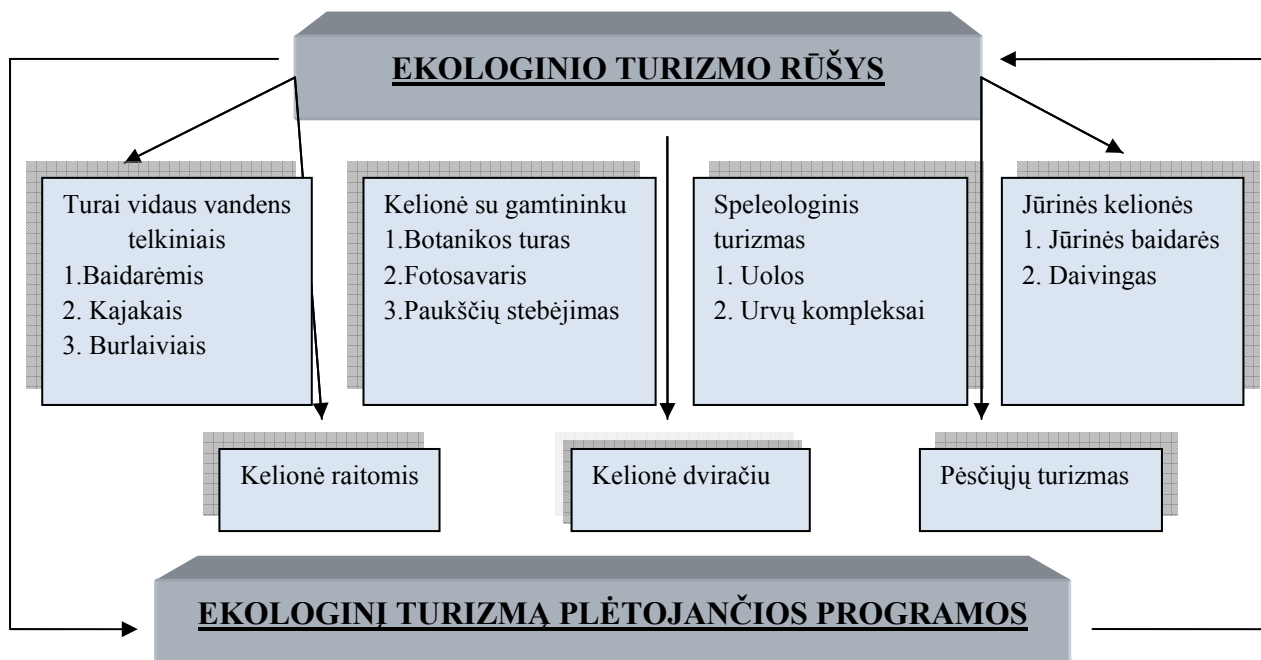 EKOLOGINIO TURIZMO RŪŠYS
Turai vidaus vandens
telkiniais
1.Baidarėmis
2. Kajakais
3. Burlaiviais
Kelionė su gamtininku
1.Botanikos turas
2.Fotosavaris
3.Paukščių stebėjimas
Speleologinis
turizmas
1. Uolos
2. Urvų kompleksai
Jūrinės kelionės
1. Jūrinės baidarės
2. Daivingas
Kelionė raitomis
Kelionė dviračiu
Pėsčiųjų turizmas
EKOLOGINĮ TURIZMĄ PLĖTOJANČIOS PROGRAMOS